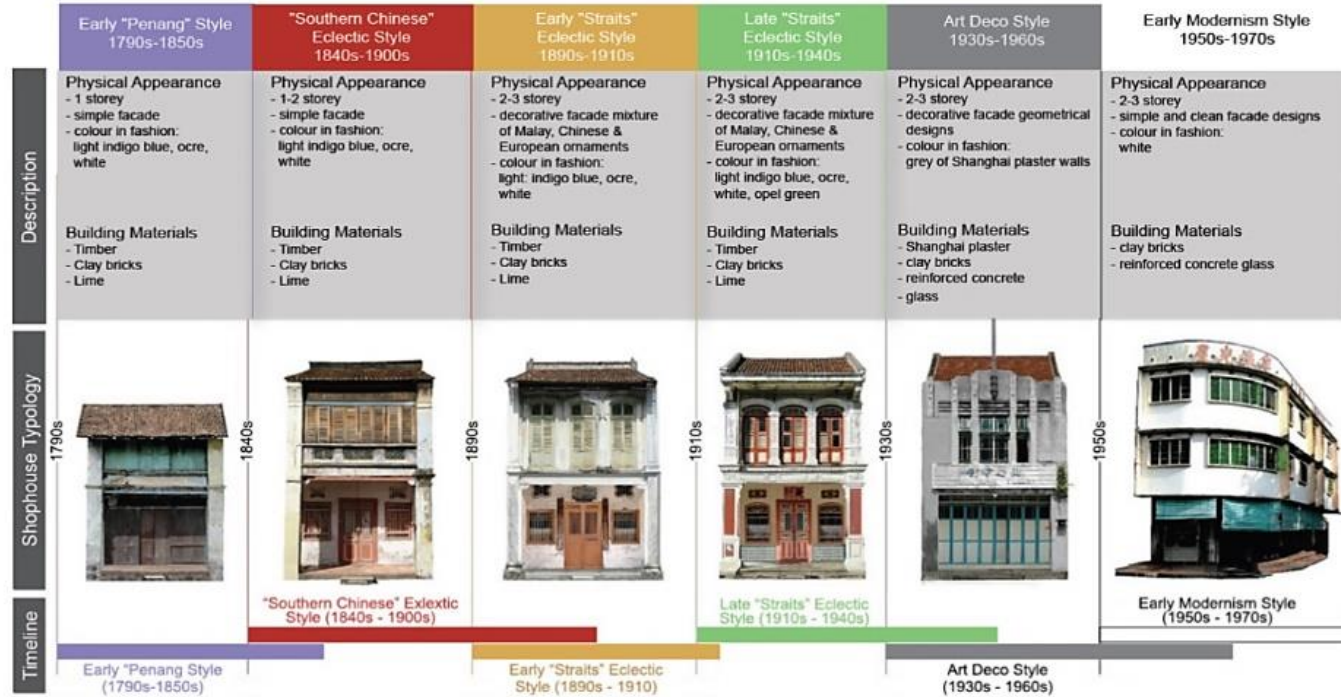 Early "Penang" Style
1790s-1850s
"Southern Chinese"
Eclectic Style
1840s-1900s
Early "Straits"
Eclectic Style
1890s-1910
Late "Straits"
Eclectic Style
1910s-1940s
Art Deco Style
1930s-1960s
Early Modernism Style
1950s-1970s
Description
Physical Appearance
- 1 storey
- simple facade
- colour in fashion:
light indigo blue, ocre,
white
Building Materials
- Timber
- Clay bricks
- Lime
Physical Appearance
- 1-2 storey
- simple facade
- colour in fashion:
light indigo blue, ocre,
white
Building Materials
- Timber
- Clay bricks
- Lime
Physical Appearance
- 2-3 storey
- decorative facade mixture
of Malay, Chinese &
European ornaments
- colour in fashion:
light: indigo blue, ocre,
white
Building Materials
- Timber
- Clay bricks
- Lime
Physical Appearance
- 2-3 storey
- decorative facade mixture
of Malay, Chinese &
European ornaments
- colour in fashion:
light indigo blue, ocre,
white, opel green
Building Materials
- Timber
- Clay bricks
- Lime
Physical Appearance
- 2-3 storey
- decorative facade geometrical
designs
- colour in fashion:
grey of Shanghai plaster walls
Building Materials
- Shanghai plaster
- clay bricks
- reinforced concrete
- glass
Physical Appearance
- 2-3 storey
- simple and clean facade designs
- colour in fashion:
white
Building Materials
- clay bricks
- reinforced concrete glass
Shophouse Typology
1790s
1840s
1890s
1910s
1930s
1950s
Timeline
"Southern Chinese" Exlextic
Style (1840s - 1900s)
Late "Straits" Eclectic
Style (1910s - 1940s)
Early Modernism Style
(1950s - 1970s)
Early "Penang Style
(1790s-1850s)
Early "Straits" Eclectic
Style (1890s - 1910)
Art Deco Style
(1930s - 1960s)